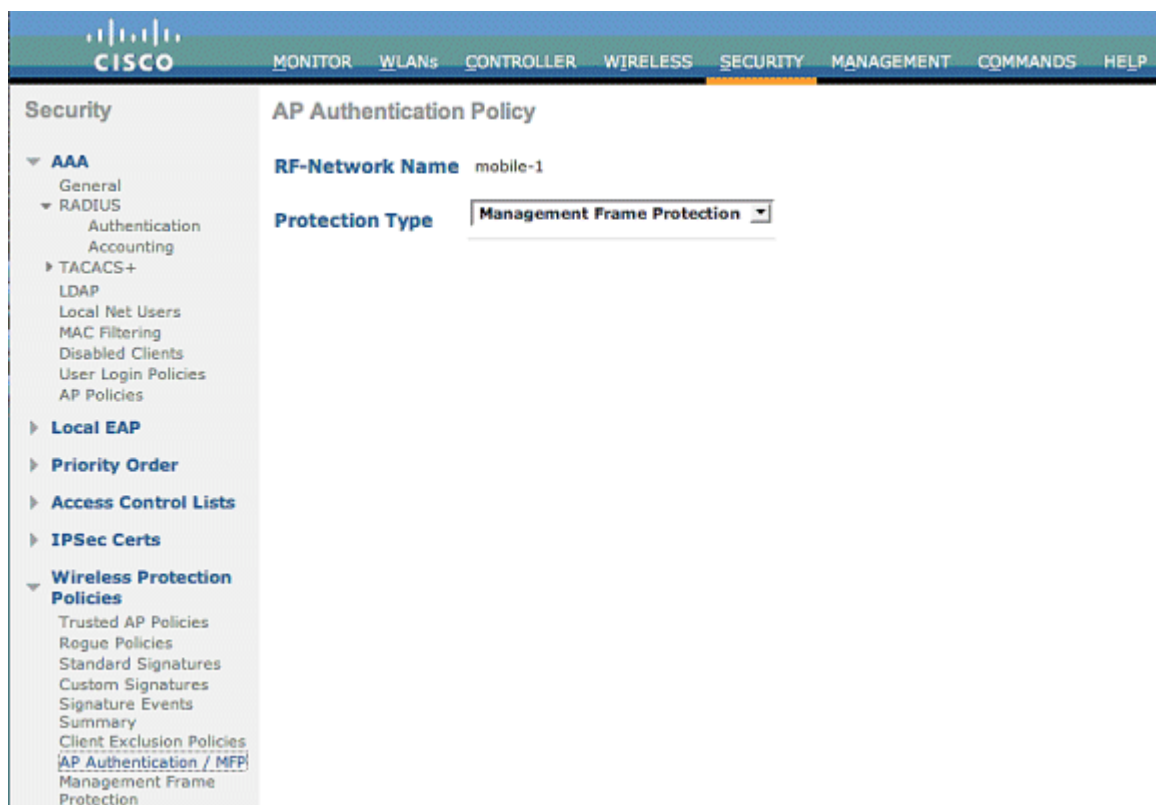 CISCO
MONITOR WLANs CONTROLLER WIRELESS SECURITY MANAGEMENT COMMANDS HELP
Security
AAA
General
RADIUS
Authentication
Accounting
TACACS+
LDAP
Local Net Users
MAC Filtering
Disabled Clients
User Login Policies
AP Policies
Local EAP
Priority Order
Access Control Lists
IPSec Certs
Wireless Protection
Policies
Trusted AP Policies
Rogue Policies
Standard Signatures
Custom Signatures
Signature Events
Summary
Client Exclusion Policies
AP Authentication / MFP
Management Frame
Protection
AP Authentication Policy
RF-Network Name mobile-1
Protection Type Management Frame Protection